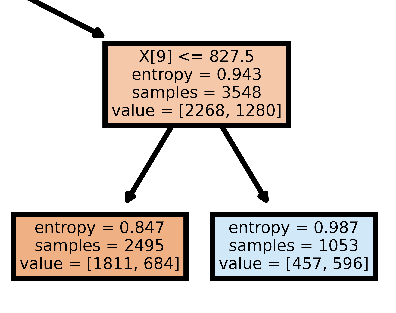 X[9] <= 827.5
entropy = 0.943
samples = 3548
value = [2268, 1280]
entropy = 0.847
samples = 2495
value = [1811, 684]
entropy = 0.987
samples = 1053
value = [457, 596]